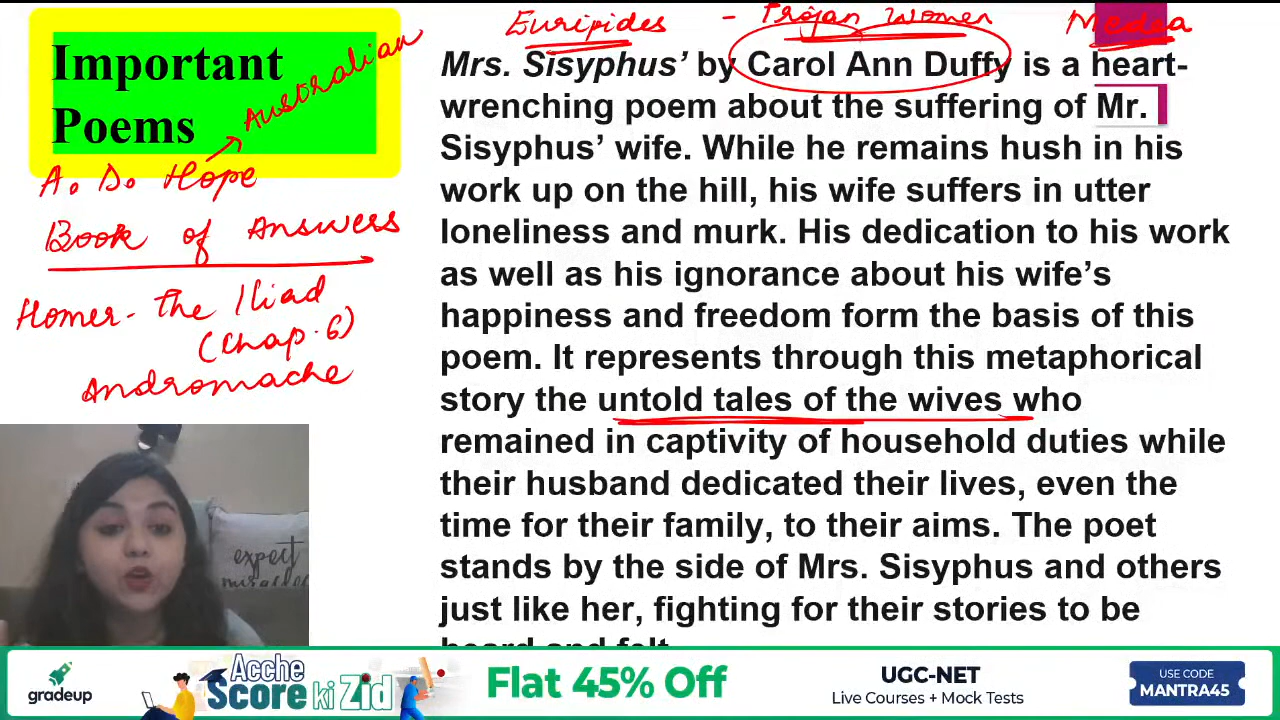 Important
Poems
Australian
A. D. Hope
Book of Answers
Homer - the Iliad
(Chap. 6)
Andromache
Euripides - Trojan Women Medea
Mrs. Sisyphus’ by Carol Ann Duffy is a heart-
wrenching poem about the suffering of Mr.
Sisyphus’ wife. While he remains hush in his
work up on the hill, his wife suffers in utter
loneliness and murk. His dedication to his work
as well as his ignorance about his wife’s
happiness and freedom form the basis of this
poem. It represents through this metaphorical
story the untold tales of the wives who
remained in captivity of household duties while
their husband dedicated their lives, even the
time for their family, to their aims. The poet
stands by the side of Mrs. Sisyphus and others
just like her, fighting for their stories to be
heard and felt
expect
miracles
gradeup
Acche
Score ki Zid
Flat 45% Off
UGC-NET
Live Courses + Mock Tests
USE CODE
MANTRA45